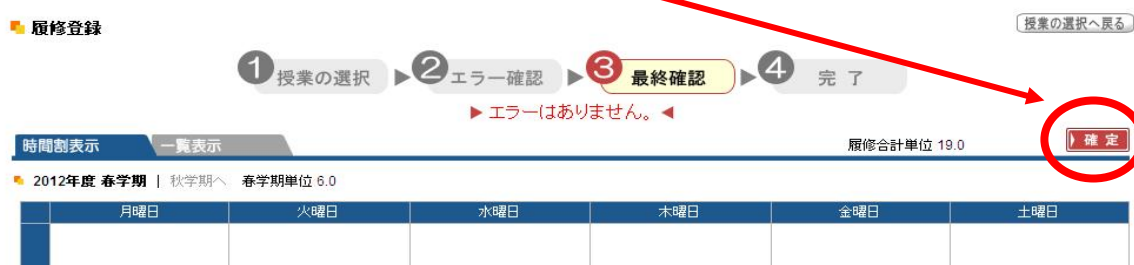 履修登録
授業の選択へ戻る
1 授業の選択 ▶ 2 エラー確認 ▶ 3 最終確認 ▶ 4 完了
▶ エラーはありません。 ◀
時間割表示 一覧表示 履修合計単位 19.0 確定
2012年度 春学期 | 秋学期へ 春学期単位 6.0
月曜日 火曜日 水曜日 木曜日 金曜日 土曜日